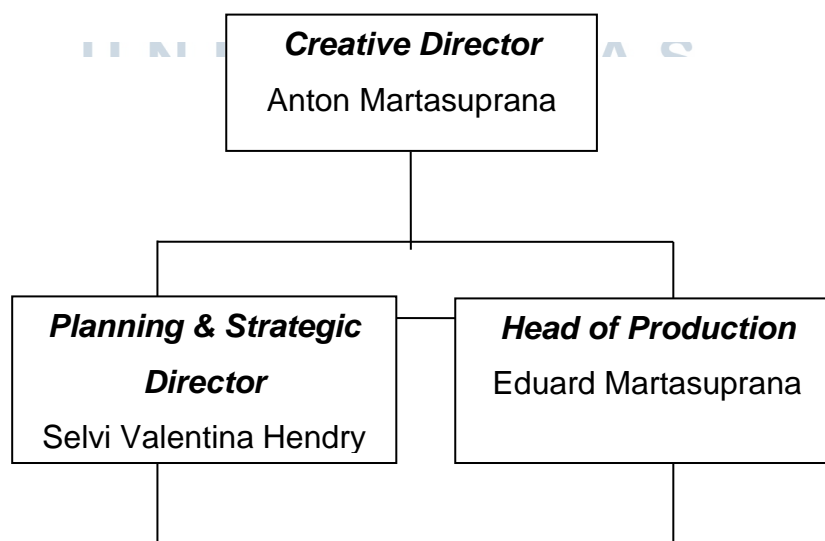 Creative Director
Anton Martasuprana
Planning & Strategic
Director
Selvi Valentina Hendry
Head of Production
Eduard Martasuprana